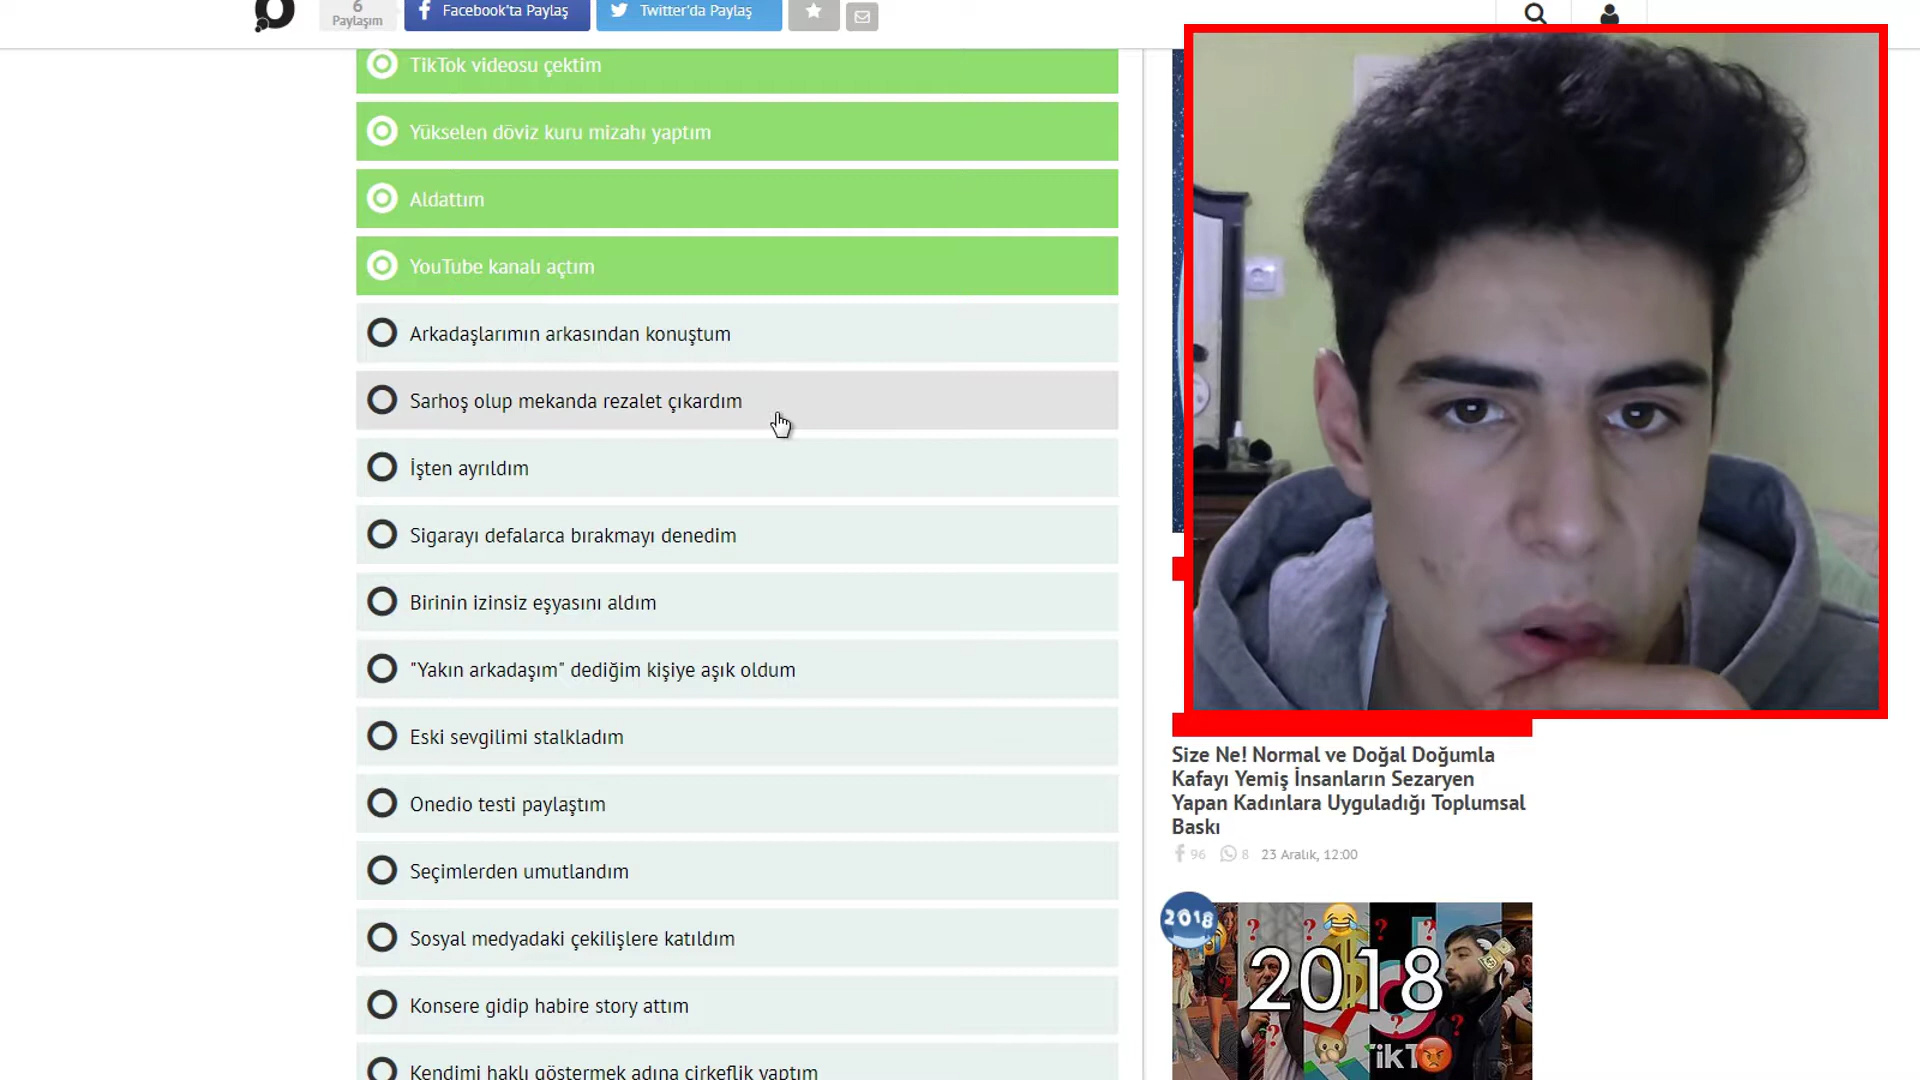 6
Paylaşım
Facebook'ta Paylaş
Twitter'da Paylaş
TikTok videosu çektim
Yükselen döviz kuru mizahı yaptım
Aldattım
YouTube kanalı açtım
Arkadaşlarımın arkasından konuştum
Sarhoş olup mekanda rezalet çıkardım
İşten ayrıldım
Sigarayı defalarca bırakmayı denedim
Birinin izinsiz eşyasını aldım
"Yakın arkadaşım" dediğim kişiye aşık oldum
Eski sevgilimi stalkladım
Onedio testi paylaştım
Seçimlerden umutlandım
Sosyal medyadaki çekilişlere katıldım
Konsere gidip habire story attım
Kendimi haklı göstermek adına çirkeflik yaptım
Size Ne! Normal ve Doğal Doğumla
Kafayı Yemiş İnsanların Sezaryen
Yapan Kadınlara Uyguladığı Toplumsal
Baskı
96 8 23 Aralık, 12:00
2018
2018